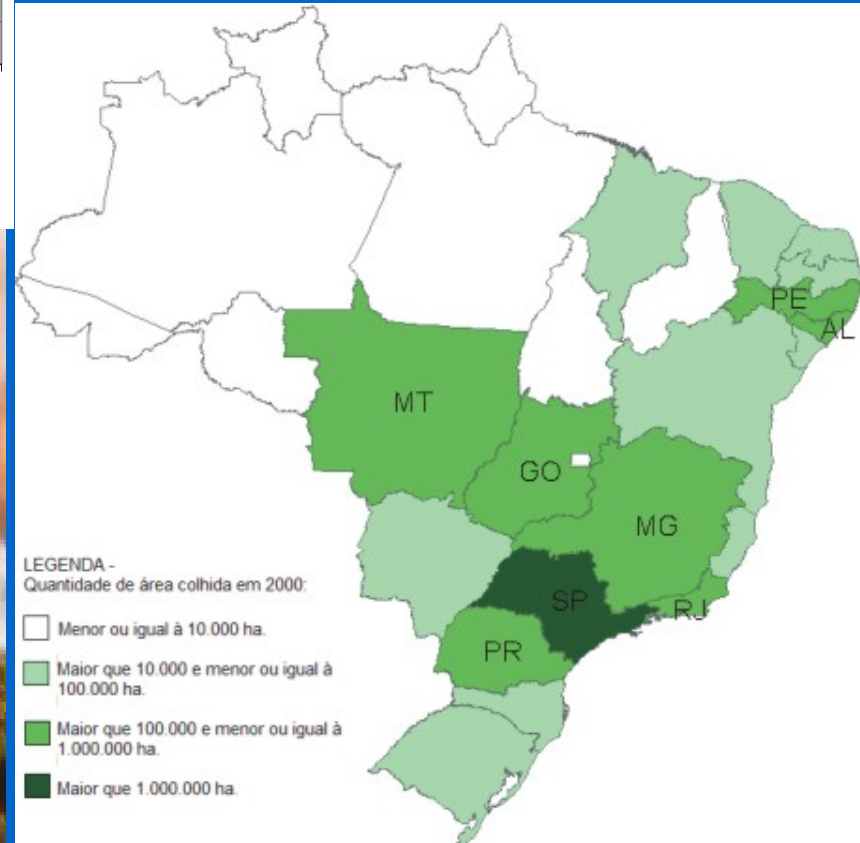 PE
AL
MT
GO
MG
SP
RJ
PR
LEGENDA -
Quantidade de área colhida em 2000:
Menor ou igual à 10.000 ha.
Maior que 10.000 e menor ou igual à
100.000 ha.
Maior que 100.000 e menor ou igual à
1.000.000 ha.
Maior que 1.000.000 ha.